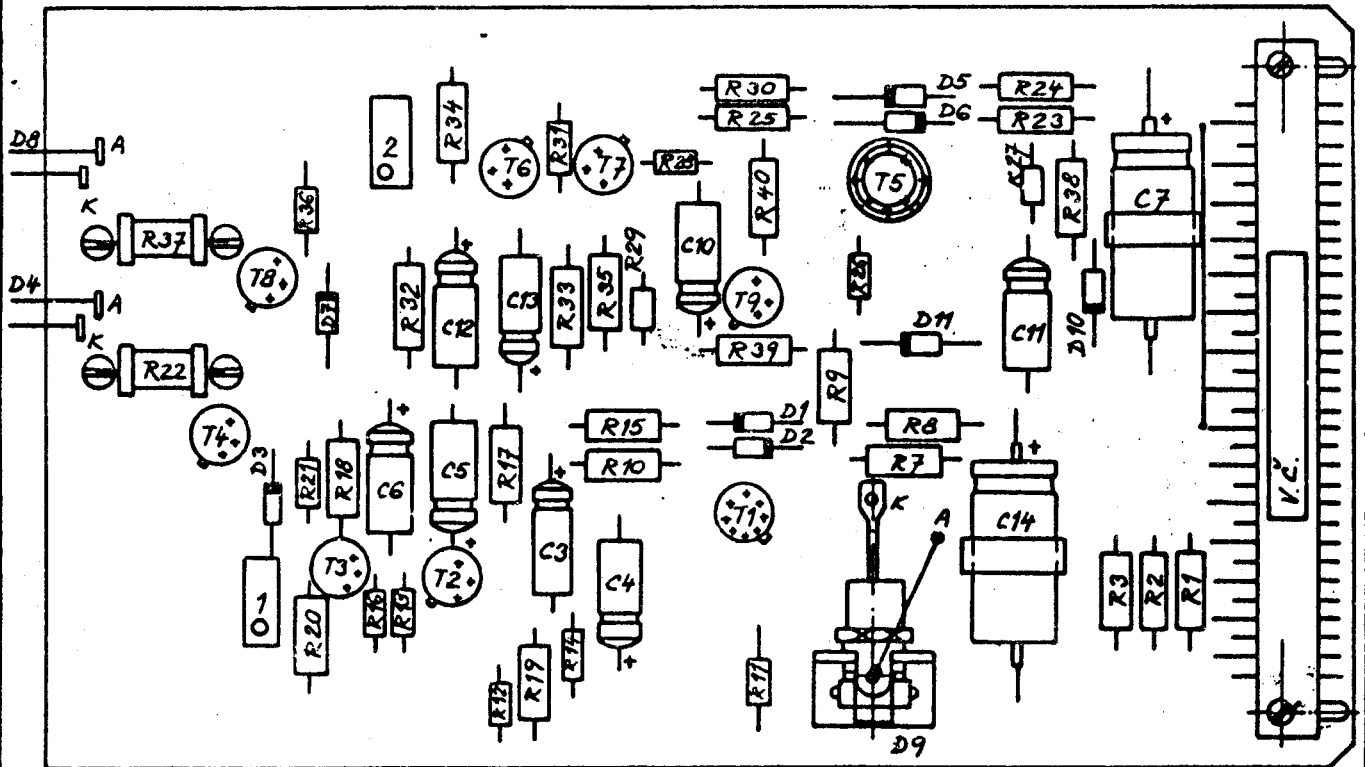 R30
D5
R24
R34
R25
D6
R23
D8
A
2
T6
R31
T7
R28
T5
R27
R38
C7
K
R36
R40
R37
C10
R29
T8
R26
D4
A
D7
R32
C12
C13
R33
R35
T9
D11
C11
D10
K
R39
R22
R9
T4
D3
R15
D1
R8
R21
R18
C6
C5
R17
R10
D2
R7
V.Č.
K
A
C14
T1
T3
T2
C3
C4
1
R20
R16
R13
R3
R2
R1
R14
R19
R12
R11
D9